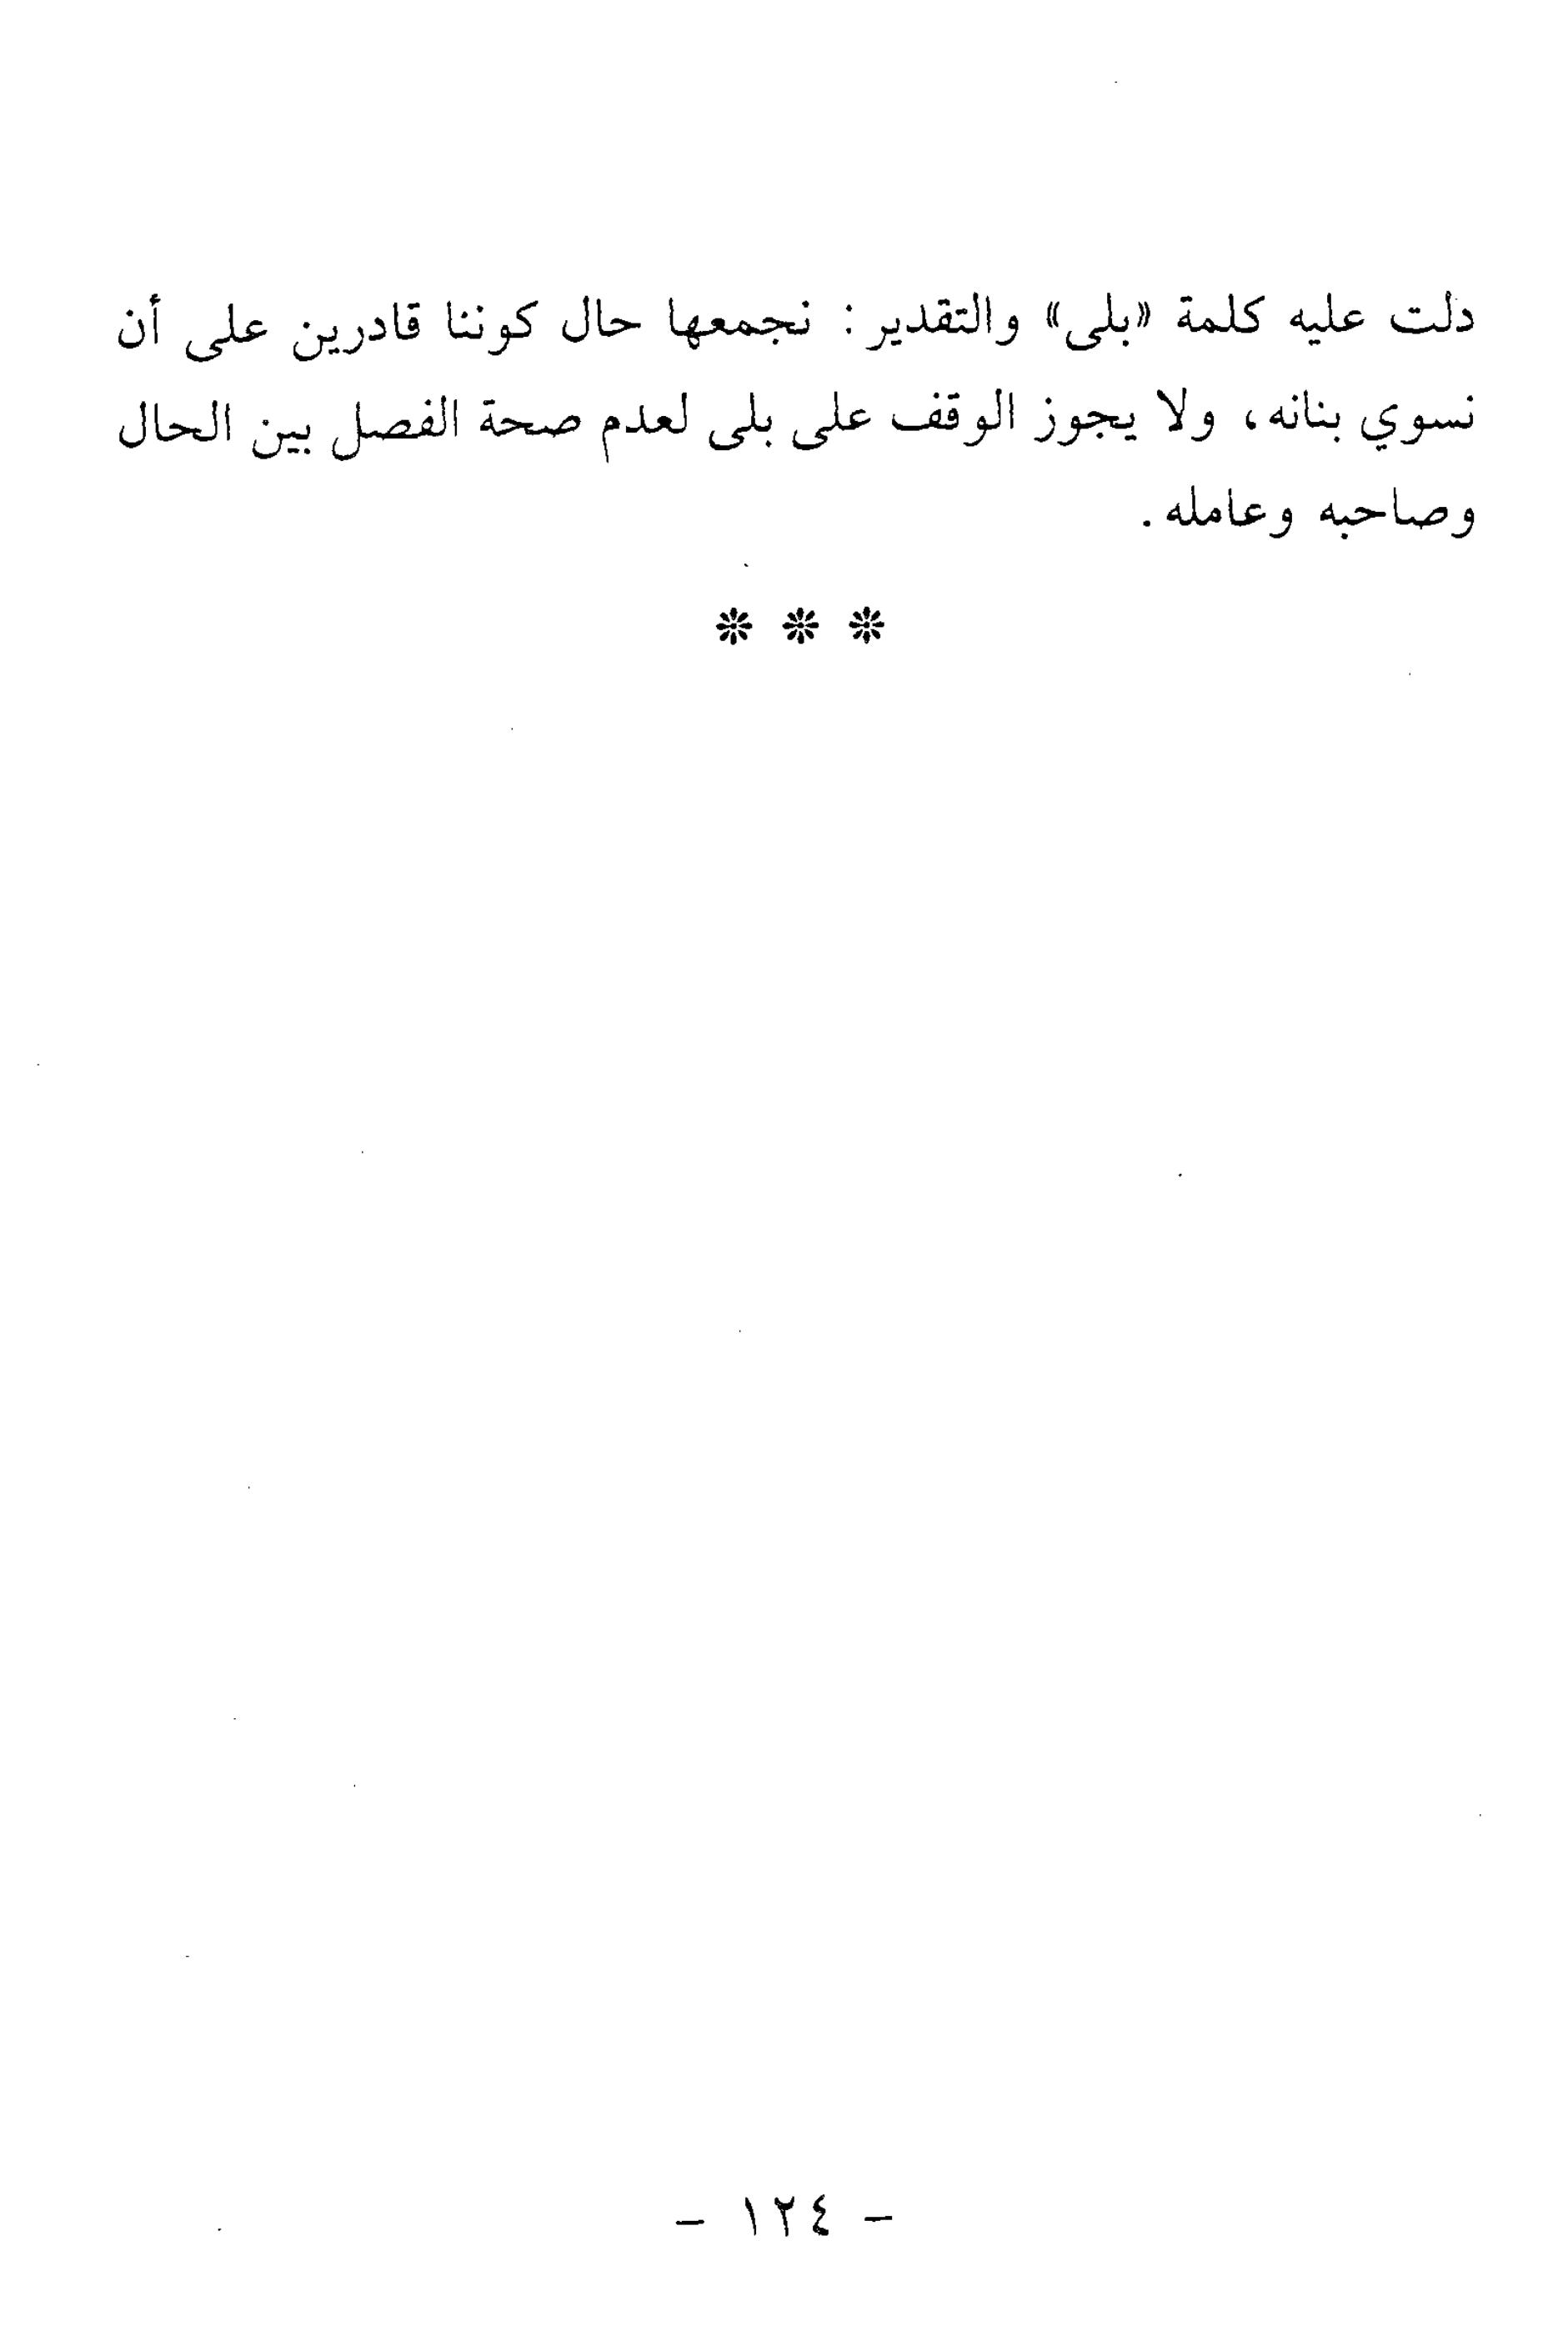 دلت عليه كلمة «بلى» والتقدير: نجمعها حال كوننا قادرين على أن
نسوي بنانه، ولا يجوز الوقف على بلى لعدم صحة الفصل بين الحال
وصاحبه وعامله.
* * *
- ١٢٤ -